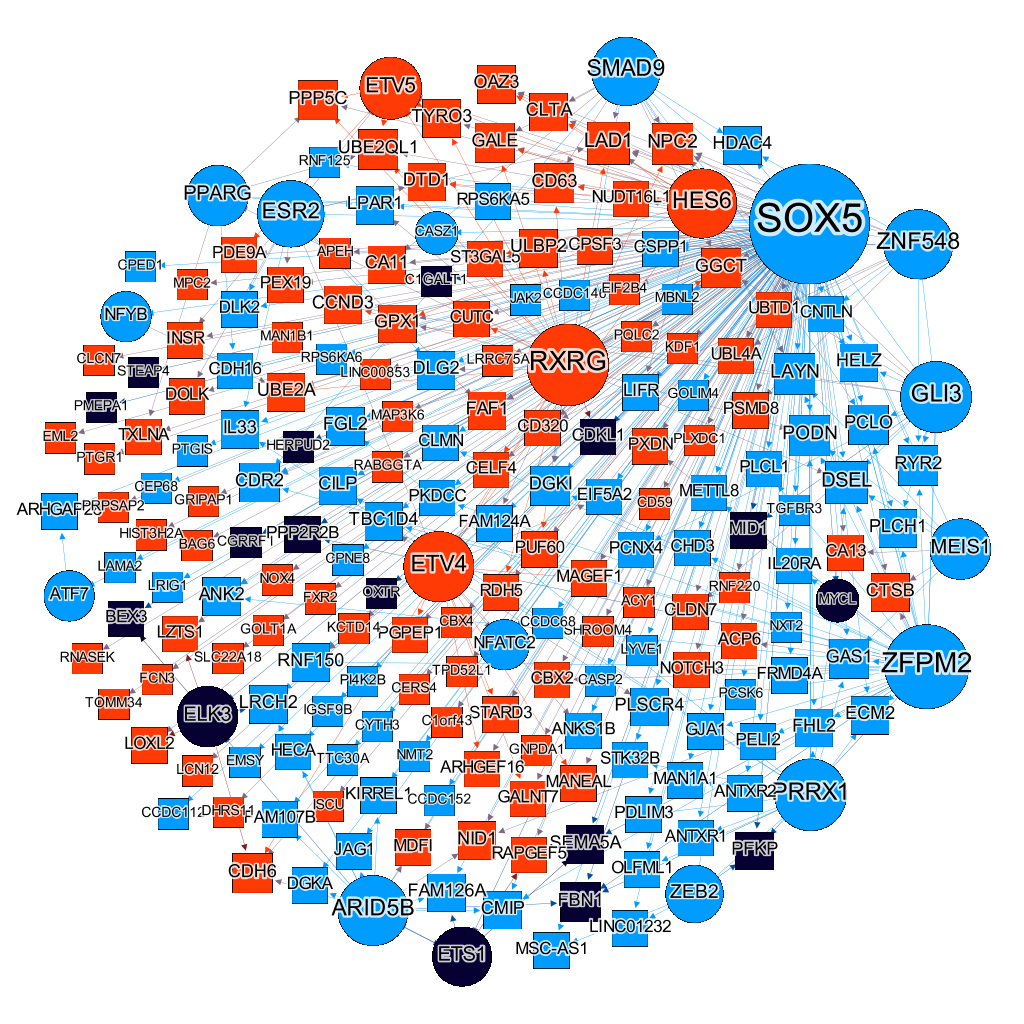 SMAD9
ETV5
OAZ3
PPP5C
CLTA
TYRO3
GALE
LAD1
NPC2
HDAC4
UBE2QL1
RNF125
DTD1
CD63
RPS6KA5
NUDT16L1
HES6
SOX5
PPARG
LPAR1
ESR2
CASZ1
ZNF548
PDE9A
APEH
CA11
ST3GAL5
ULBP2
CPSF3
CSPP1
CPED1
MPC2
PEX19
C1GALT1
GGCT
CCND3
JAK2
CCDC146
EIF2B4
MBNL2
NFYB
DLK2
GPX1
CUTC
UBTD1
CNTLN
INSR
MAN1B1
PQLC2
KDF1
UBL4A
CLCN7
STEAP4
CDH16
RPS6KA6
LINC00853
DLG2
LRRC75A
RXRG
HELZ
LAYN
DOLK
UBE2A
LIFR
GOLIM4
GLI3
PMEPA1
MAP3K6
FAF1
PSMD8
EML2
TXLNA
IL33
FGL2
CD320
CDKL1
PCLO
PTGR1
PTGIS
HERPUD2
CLMN
PXDN
PLXDC1
PODN
RABGGTA
CELF4
PLCL1
RYR2
CEP68
CDR2
CILP
PKDCC
DGKI
EIF5A2
CD59
METTL8
DSEL
PRPSAP2
GRIPAP1
TGFBR3
TBC1D4
FAM124A
PLCH1
HIST3H2A
BAG6
CGRRF1
PPP2R2B
MID1
PUF60
PCNX4
CHD3
MEIS1
CPNE8
CA13
LAMA2
ETV4
IL20RA
LRIG1
NOX4
MAGEF1
ATF7
ANK2
OXTR
RDH5
RNF220
CTSB
FXR2
ACY1
MYCL
BEX3
CLDN7
LZTS1
GOLT1A
KCTD14
PGPEP1
CBX4
CCDC68
SHROOM4
NXT2
ACP6
NFATC2
LYVE1
RNASEK
SLC22A18
RNF150
GAS1
ZFPM2
TPD52L1
NOTCH3
FRMD4A
FCN3
PI4K2B
CERS4
CBX2
CASP2
PCSK6
TOMM34
LRCH2
IGSF9B
PLSCR4
ELK3
STARD3
ECM2
CYTH3
C1orf43
ANKS1B
GJA1
FHL2
LOXL2
HECA
GNPDA1
PELI2
EMSY
TTC30A
NMT2
STK32B
LCN12
ARHGEF16
MAN1A1
MANEAL
KIRREL1
GALNT7
ANTXR2
PRRX1
CCDC152
CCDC112
DHRS11
ISCU
PDLIM3
FAM107B
ANTXR1
MDFI
NID1
SEMA5A
JAG1
RAPGEF5
PFKP
OLFML1
CDH6
DGKA
FAM126A
ZEB2
FBN1
ARID5B
CMIP
LINC01232
MSC-AS1
ETS1